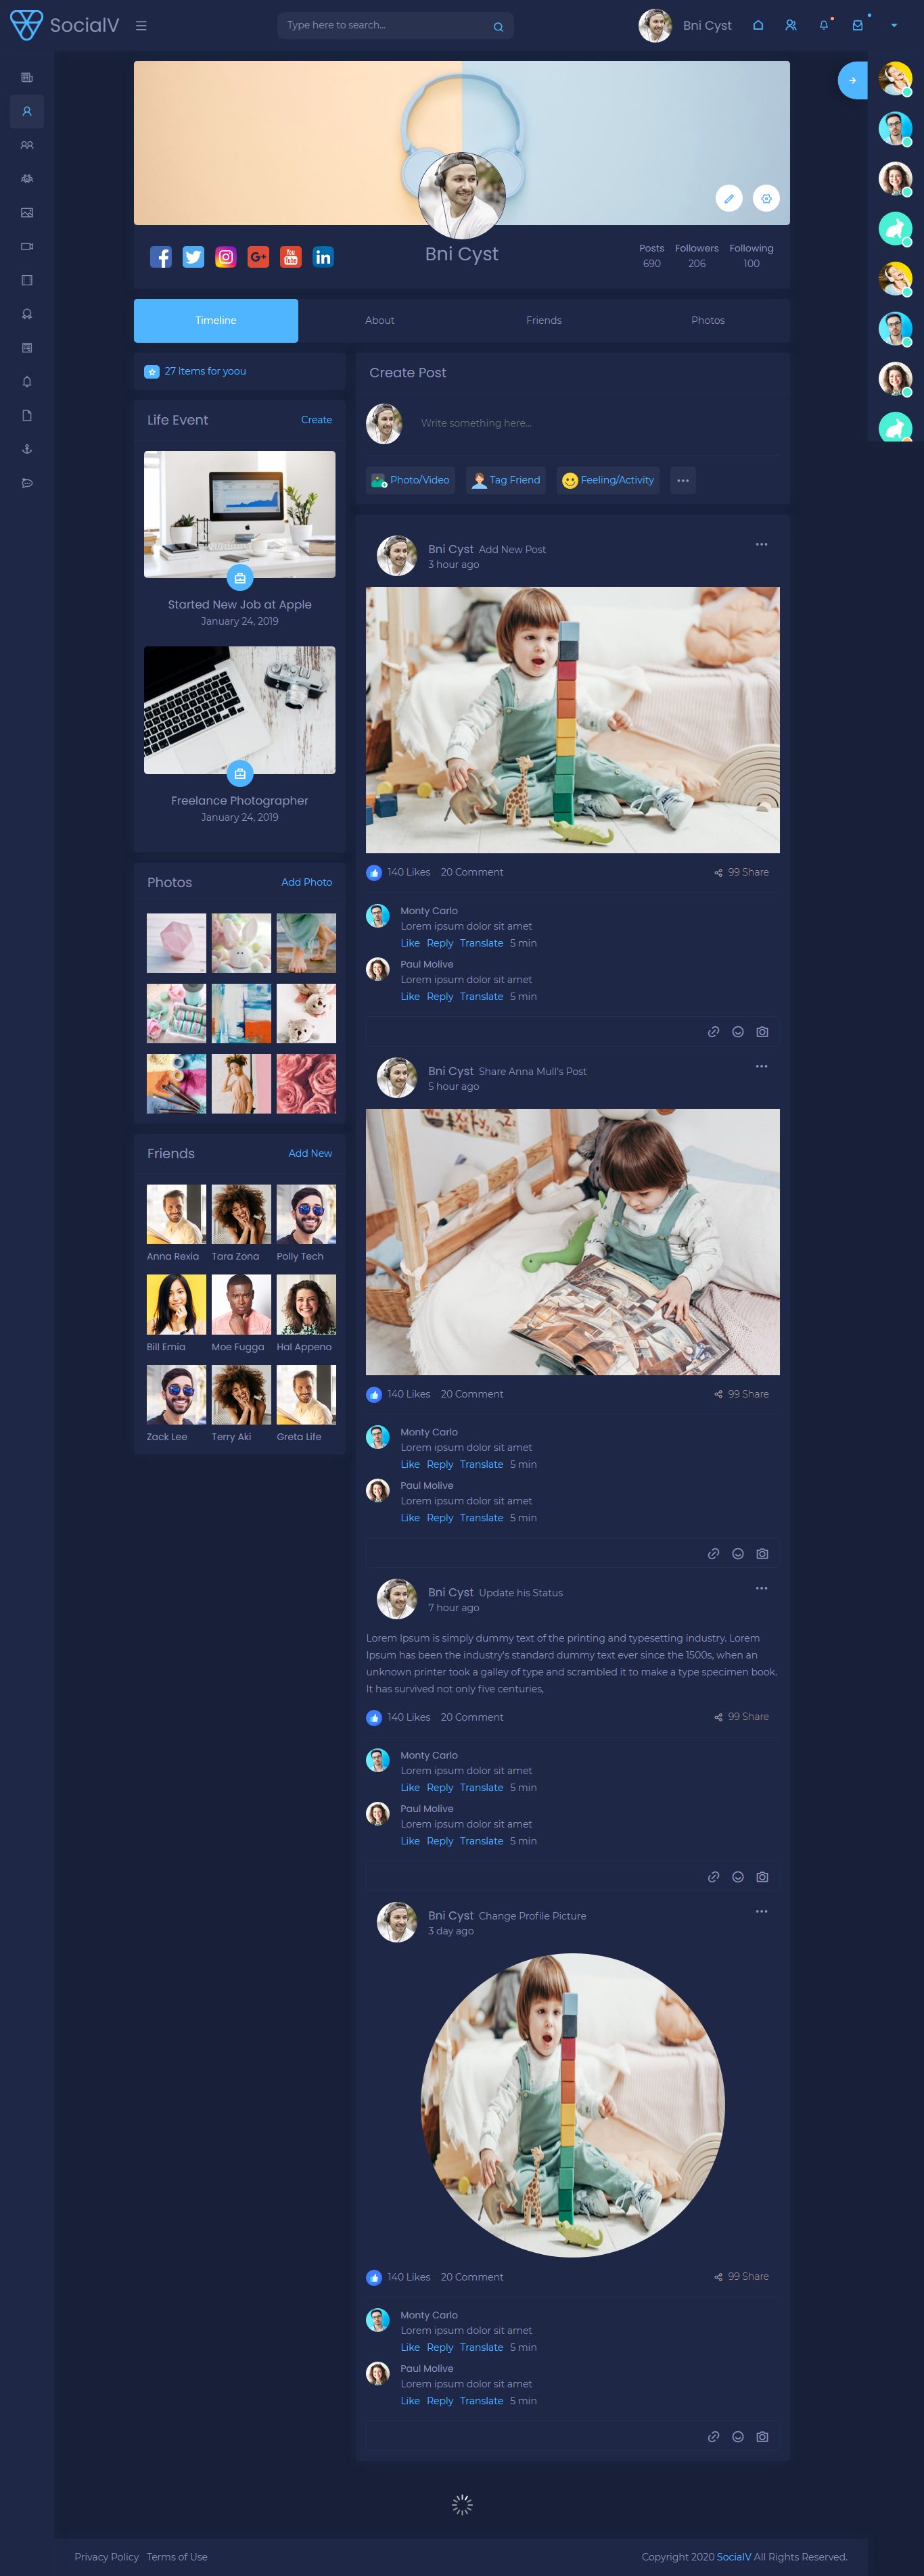 SocialV
Type here to search...
Bni Cyst
Bni Cyst
Posts Followers Following
690 206 100
Timeline About Friends Photos
27 Items for yoou
Life Event Create
Started New Job at Apple
January 24, 2019
Freelance Photographer
January 24, 2019
Photos Add Photo
Friends Add New
Anna Rexia Tara Zona Polly Tech
Bill Emia Moe Fugga Hal Appeno
Zack Lee Terry Aki Greta Life
Create Post
Write something here...
Photo/Video Tag Friend Feeling/Activity
Bni Cyst Add New Post
3 hour ago
140 Likes 20 Comment 99 Share
Monty Carlo
Lorem ipsum dolor sit amet
Like Reply Translate 5 min
Paul Molive
Lorem ipsum dolor sit amet
Like Reply Translate 5 min
Bni Cyst Share Anna Mull's Post
5 hour ago
140 Likes 20 Comment 99 Share
Monty Carlo
Lorem ipsum dolor sit amet
Like Reply Translate 5 min
Paul Molive
Lorem ipsum dolor sit amet
Like Reply Translate 5 min
Bni Cyst Update his Status
7 hour ago
Lorem Ipsum is simply dummy text of the printing and typesetting industry. Lorem
Ipsum has been the industry's standard dummy text ever since the 1500s, when an
unknown printer took a galley of type and scrambled it to make a type specimen book.
It has survived not only five centuries,
140 Likes 20 Comment 99 Share
Monty Carlo
Lorem ipsum dolor sit amet
Like Reply Translate 5 min
Paul Molive
Lorem ipsum dolor sit amet
Like Reply Translate 5 min
Bni Cyst Change Profile Picture
3 day ago
140 Likes 20 Comment 99 Share
Monty Carlo
Lorem ipsum dolor sit amet
Like Reply Translate 5 min
Paul Molive
Lorem ipsum dolor sit amet
Like Reply Translate 5 min
Privacy Policy Terms of Use
Copyright 2020 SocialV All Rights Reserved.